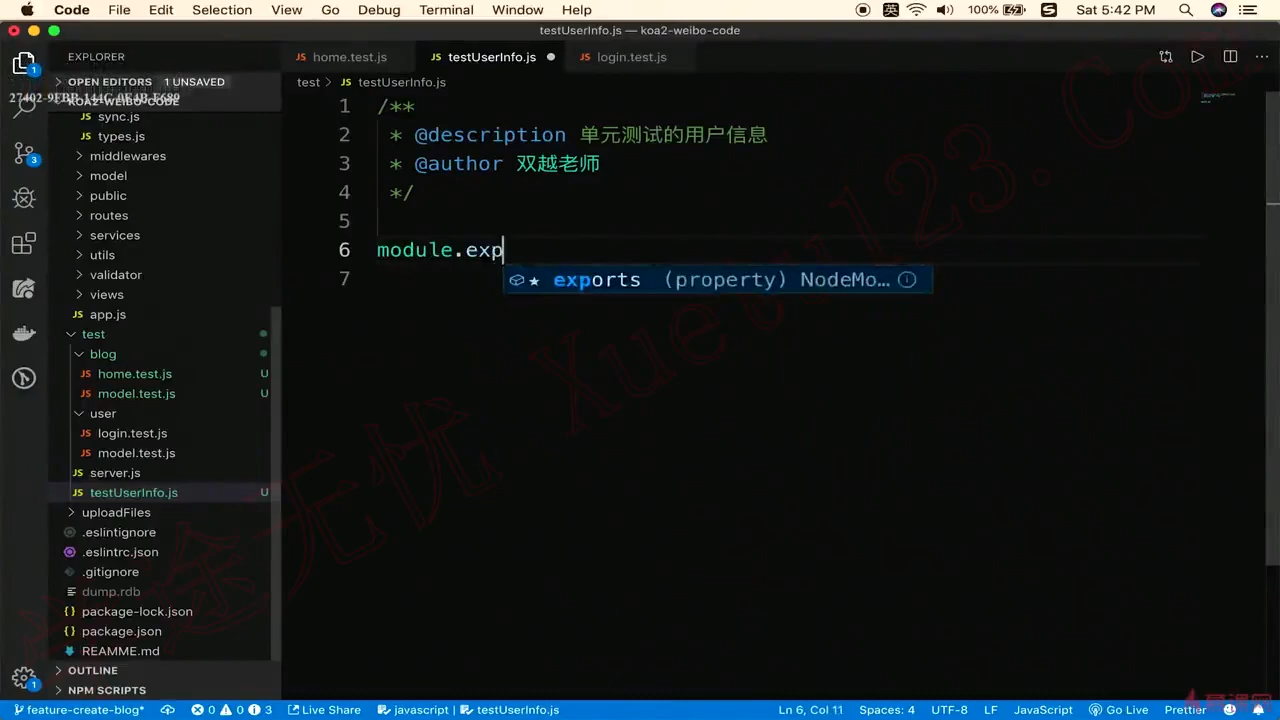 Code File Edit Selection View Go Debug Terminal Window Help 英 100% Sat 5:42 PM
testUserInfo.js — koa2-weibo-code
EXPLORER
home.test.js testUserInfo.js login.test.js
OPEN EDITORS 1 UNSAVED
test > testUserInfo.js
KOA2-WEIBO-CODE
sync.js
types.js
middlewares
model
public
routes
services
utils
validator
views
app.js
test
blog
home.test.js U
model.test.js U
user
login.test.js
model.test.js
server.js
testUserInfo.js U
uploadFiles
.eslintignore
.eslintrc.json
.gitignore
dump.rdb
package-lock.json
package.json
REAMME.md
OUTLINE
NPM SCRIPTS
1 /**
2 * @description 单元测试的用户信息
3 * @author 双越老师
4 */
5
6 module.exp
exports (property) NodeMo…
7
feature-create-blog* 0 0 3 Live Share javascript | testUserInfo.js Ln 6, Col 11 Spaces: 4 UTF-8 LF JavaScript Go Live Prettier